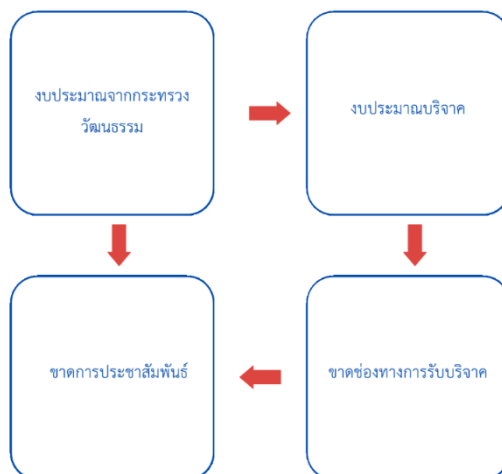 งบประมาณจากกระทรวง
วัฒนธรรม
งบประมาณบริจาค
ขาดการประชาสัมพันธ์
ขาดช่องทางการรับบริจาค